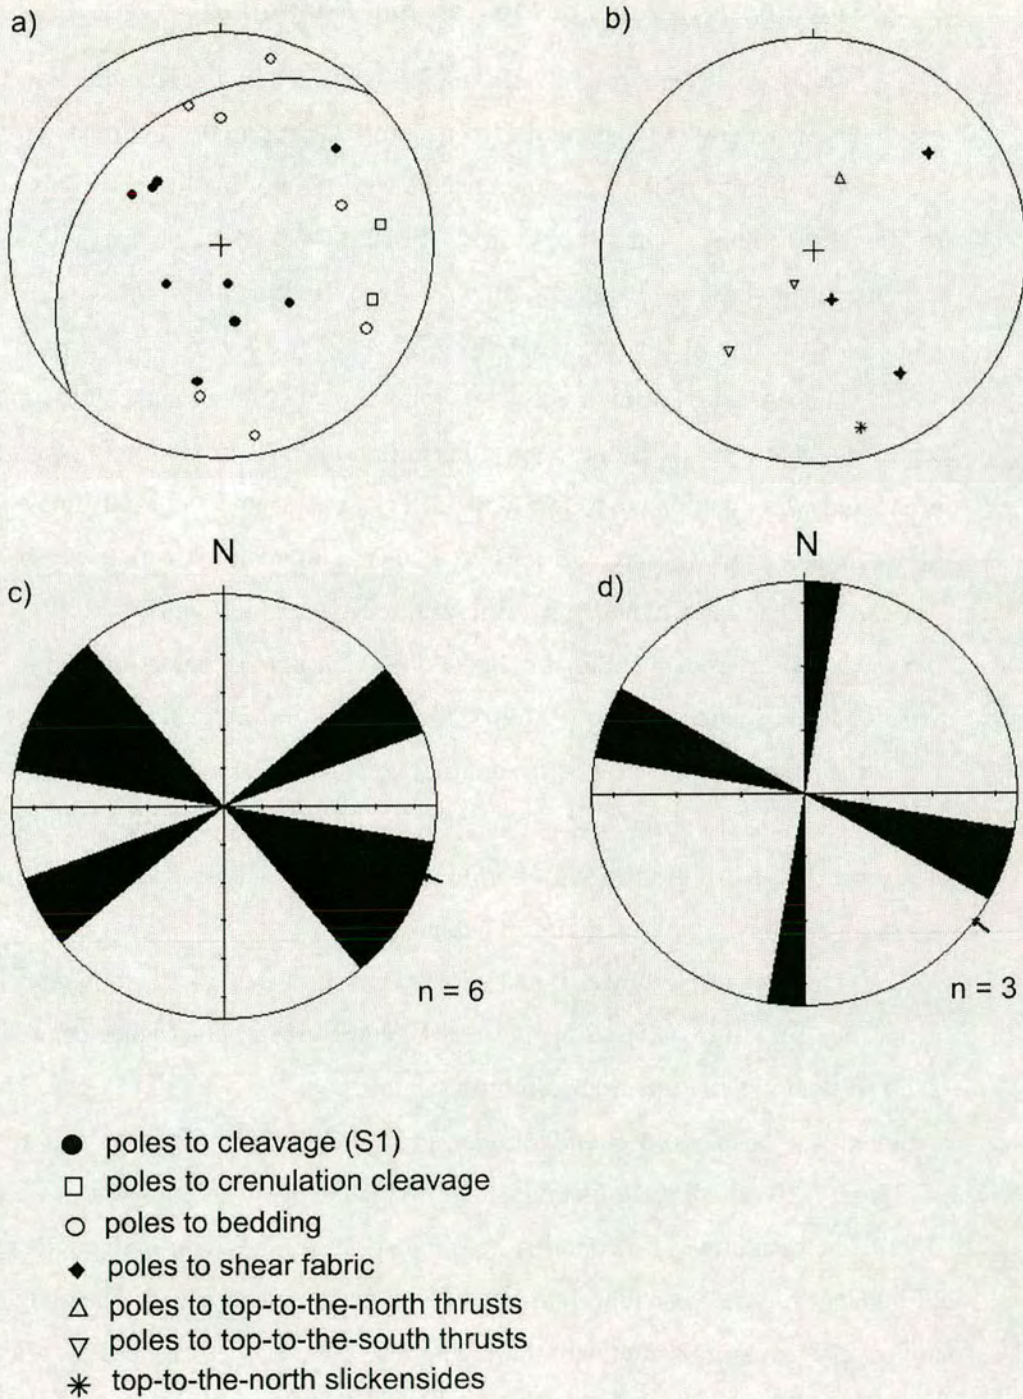 a)
b)
N
N
c)
d)
n = 6
n = 3
poles to cleavage (S1)
poles to crenulation cleavage
poles to bedding
poles to shear fabric
poles to top-to-the-north thrusts
poles to top-to-the-south thrusts
top-to-the-north slickensides